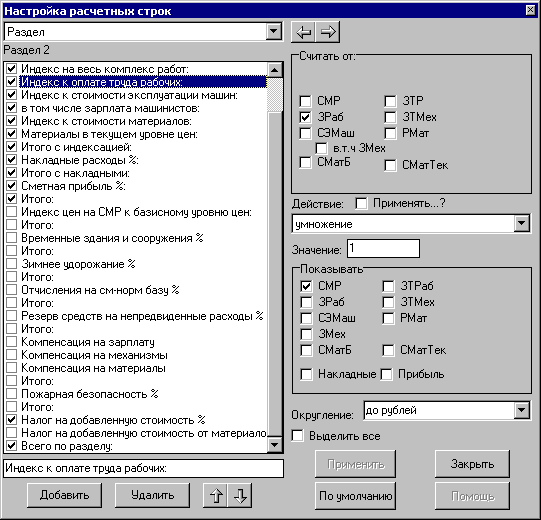 Настройка расчетных строк
Раздел
Раздел 2
Индекс на весь комплекс работ:
Индекс к оплате труда рабочих:
Индекс к стоимости эксплуатации машин:
в том числе зарплата машинистов:
Индекс к стоимости материалов:
Материалы в текущем уровне цен:
Итого с индексацией:
Накладные расходы %:
Итого с накладными:
Сметная прибыль %:
Итого:
Индекс цен на СМР к базисному уровню цен:
Итого:
Временные здания и сооружения %
Итого:
Зимнее удорожание %
Итого:
Отчисления на см-норм базу %
Итого:
Резерв средств на непредвиденные расходы %
Итого:
Компенсация на зарплату
Компенсация на механизмы
Компенсация на материалы
Итого:
Пожарная безопасность %
Итого:
Налог на добавленную стоимость %
Налог на добавленную стоимость от материало
Всего по разделу:
Индекс к оплате труда рабочих:
Добавить
Удалить
Считать от:
СМР
ЗТР
ЗРаб
ЗТМех
СЭМаш
РМат
в.т.ч ЗМех
СМатБ
СМатТек
Действие:
Применять...?
умножение
Значение:
1
Показывать
СМР
ЗТРаб
ЗРаб
ЗТМех
СЭМаш
РМат
ЗМех
СМатБ
СМатТек
Накладные
Прибыль
Округление:
до рублей
Выделить все
Применить
Закрыть
По умолчанию
Помощь